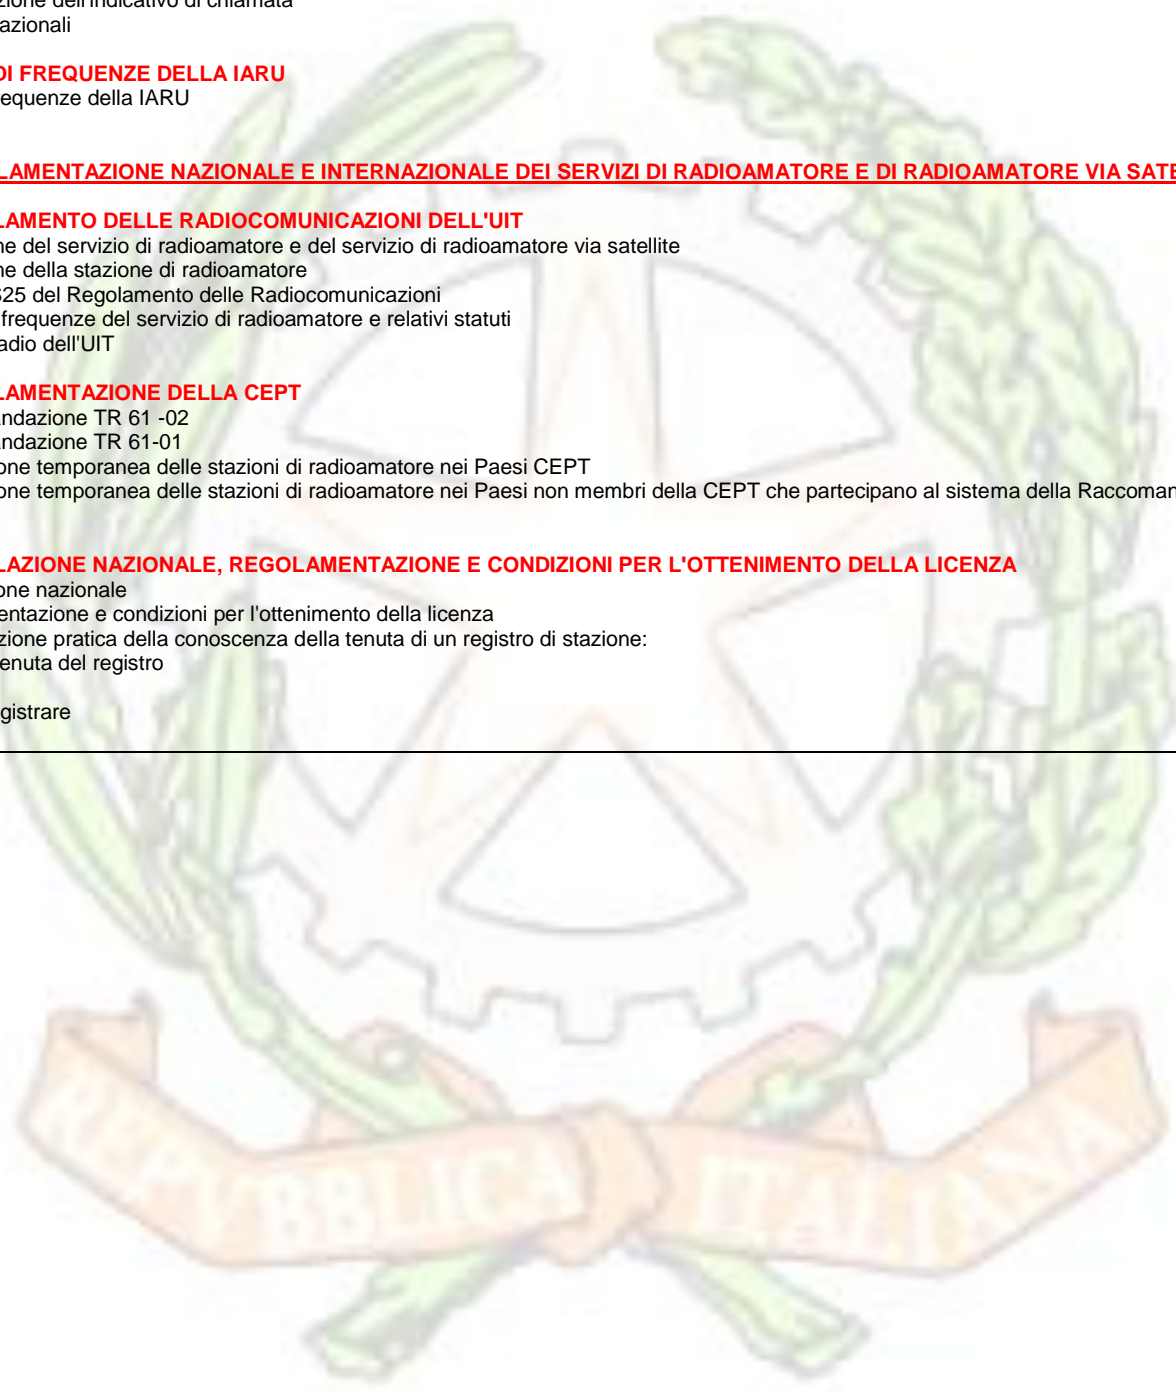 zione dell'indicativo di chiamata
azionali
DI FREQUENZE DELLA IARU
requenze della IARU
LAMENTAZIONE NAZIONALE E INTERNAZIONALE DEI SERVIZI DI RADIOAMATORE E DI RADIOAMATORE VIA SATE
LAMENTO DELLE RADIOCOMUNICAZIONI DELL'UIT
ne del servizio di radioamatore e del servizio di radioamatore via satellite
ne della stazione di radioamatore
S25 del Regolamento delle Radiocomunicazioni
frequenze del servizio di radioamatore e relativi statuti
adio dell'UIT
LAMENTAZIONE DELLA CEPT
andazione TR 61 -02
andazione TR 61-01
one temporanea delle stazioni di radioamatore nei Paesi CEPT
one temporanea delle stazioni di radioamatore nei Paesi non membri della CEPT che partecipano al sistema della Raccoman
LAZIONE NAZIONALE, REGOLAMENTAZIONE E CONDIZIONI PER L'OTTENIMENTO DELLA LICENZA
one nazionale
entazione e condizioni per l'ottenimento della licenza
zione pratica della conoscenza della tenuta di un registro di stazione:
enuta del registro
gistrare
REPVBBLICA ITALIANA